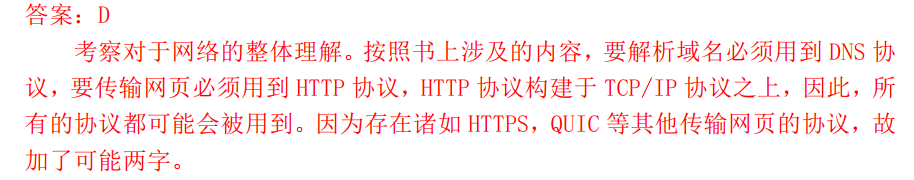 答案：D
考察对于网络的整体理解。按照书上涉及的内容，要解析域名必须用到 DNS 协
议，要传输网页必须用到 HTTP 协议，HTTP 协议构建于 TCP/IP 协议之上，因此，所
有的协议都可能会被用到。因为存在诸如 HTTPS，QUIC 等其他传输网页的协议，故
加了可能两字。